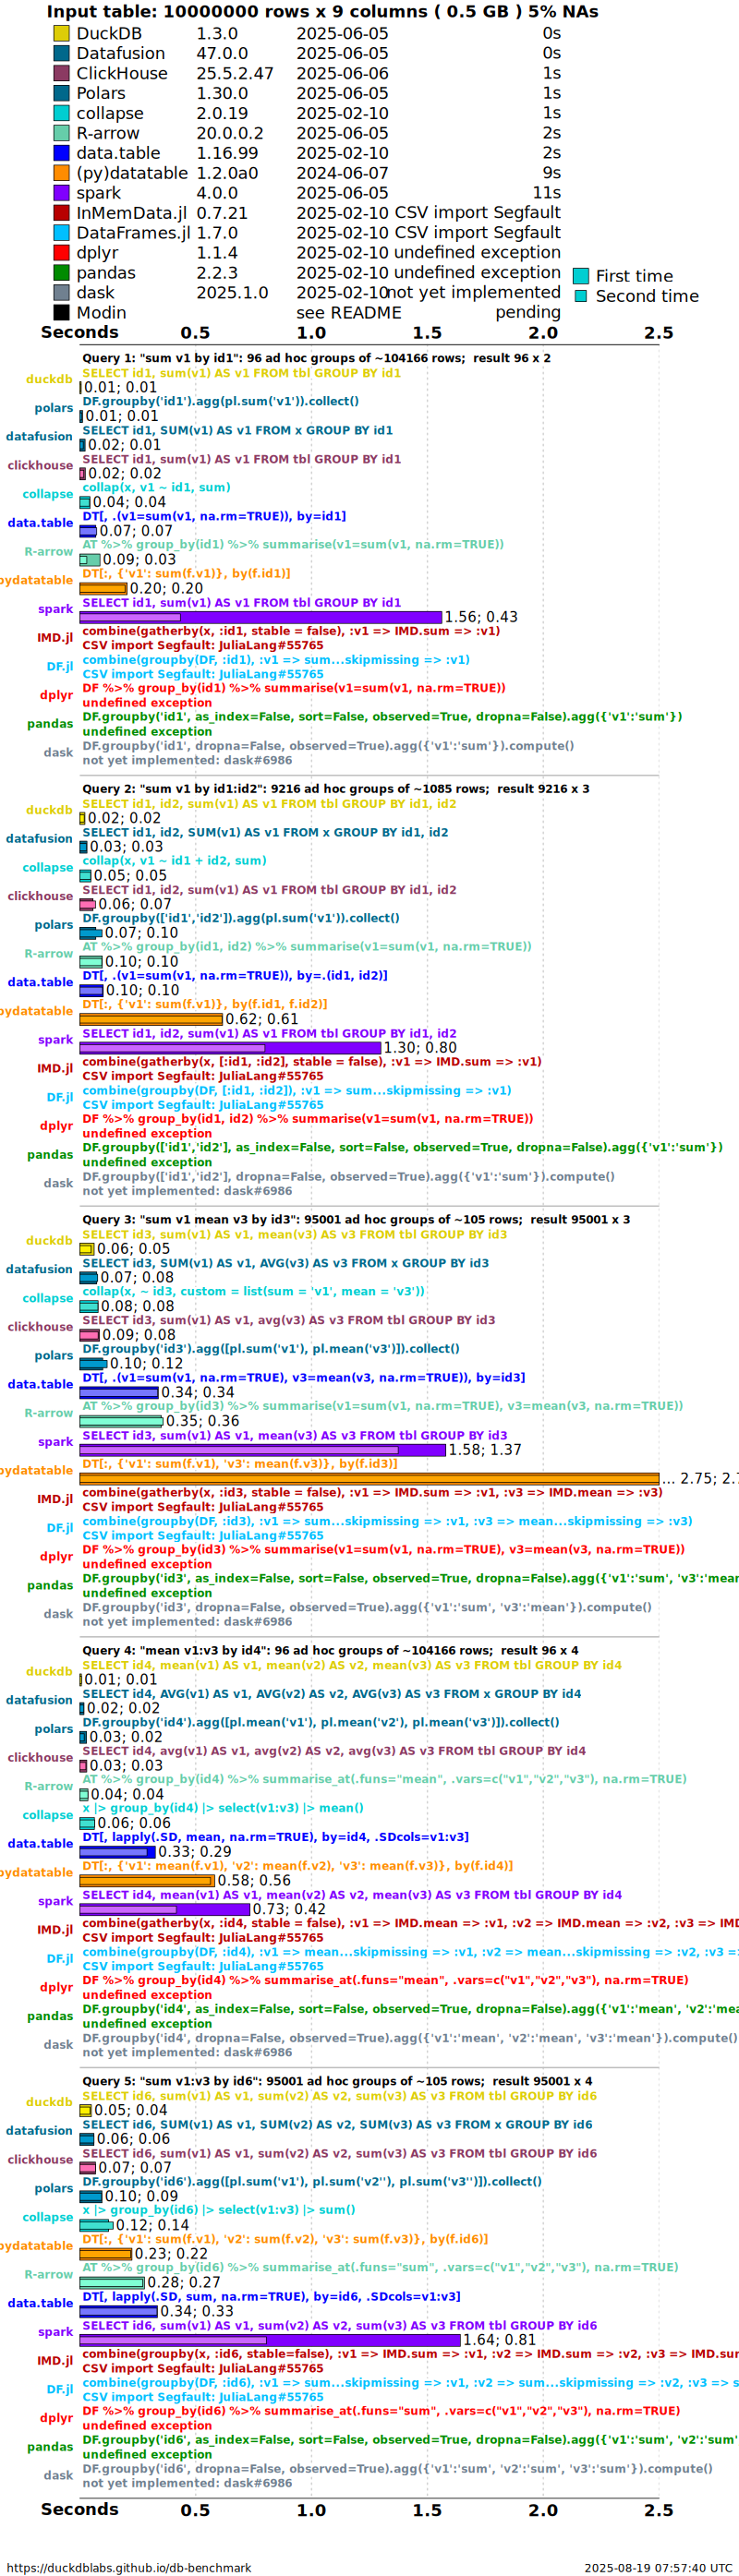 Input table: 10000000 rows x 9 columns ( 0.5 GB ) 5% NAs
DuckDB 1.3.0 2025-06-05 0s
Datafusion 47.0.0 2025-06-05 0s
ClickHouse 25.5.2.47 2025-06-06 1s
Polars 1.30.0 2025-06-05 1s
collapse 2.0.19 2025-02-10 1s
R-arrow 20.0.0.2 2025-06-05 2s
data.table 1.16.99 2025-02-10 2s
(py)datatable 1.2.0a0 2024-06-07 9s
spark 4.0.0 2025-06-05 11s
InMemData.jl 0.7.21 2025-02-10 CSV import Segfault
DataFrames.jl 1.7.0 2025-02-10 CSV import Segfault
dplyr 1.1.4 2025-02-10 undefined exception
pandas 2.2.3 2025-02-10 undefined exception First time
dask 2025.1.0 2025-02-10 not yet implemented Second time
Modin see README pending
Seconds 0.5 1.0 1.5 2.0 2.5
Query 1: "sum v1 by id1": 96 ad hoc groups of ~104166 rows; result 96 x 2
duckdb SELECT id1, sum(v1) AS v1 FROM tbl GROUP BY id1
0.01; 0.01
polars DF.groupby('id1').agg(pl.sum('v1')).collect()
0.01; 0.01
datafusion SELECT id1, SUM(v1) AS v1 FROM x GROUP BY id1
0.02; 0.01
clickhouse SELECT id1, sum(v1) AS v1 FROM tbl GROUP BY id1
0.02; 0.02
collapse collap(x, v1 ~ id1, sum)
0.04; 0.04
data.table DT[, .(v1=sum(v1, na.rm=TRUE)), by=id1]
0.07; 0.07
R-arrow AT %>% group_by(id1) %>% summarise(v1=sum(v1, na.rm=TRUE))
0.09; 0.03
pydatatable DT[:, {'v1': sum(f.v1)}, by(f.id1)]
0.20; 0.20
spark SELECT id1, sum(v1) AS v1 FROM tbl GROUP BY id1
1.56; 0.43
IMD.jl combine(gatherby(x, :id1, stable = false), :v1 => IMD.sum => :v1)
CSV import Segfault: JuliaLang#55765
DF.jl combine(groupby(DF, :id1), :v1 => sum...skipmissing => :v1)
CSV import Segfault: JuliaLang#55765
dplyr DF %>% group_by(id1) %>% summarise(v1=sum(v1, na.rm=TRUE))
undefined exception
pandas DF.groupby('id1', as_index=False, sort=False, observed=True, dropna=False).agg({'v1':'sum'})
undefined exception
dask DF.groupby('id1', dropna=False, observed=True).agg({'v1':'sum'}).compute()
not yet implemented: dask#6986
Query 2: "sum v1 by id1:id2": 9216 ad hoc groups of ~1085 rows; result 9216 x 3
duckdb SELECT id1, id2, sum(v1) AS v1 FROM tbl GROUP BY id1, id2
0.02; 0.02
datafusion SELECT id1, id2, SUM(v1) AS v1 FROM x GROUP BY id1, id2
0.03; 0.03
collapse collap(x, v1 ~ id1 + id2, sum)
0.05; 0.05
clickhouse SELECT id1, id2, sum(v1) AS v1 FROM tbl GROUP BY id1, id2
0.06; 0.07
polars DF.groupby(['id1','id2']).agg(pl.sum('v1')).collect()
0.07; 0.10
R-arrow AT %>% group_by(id1, id2) %>% summarise(v1=sum(v1, na.rm=TRUE))
0.10; 0.10
data.table DT[, .(v1=sum(v1, na.rm=TRUE)), by=.(id1, id2)]
0.10; 0.10
pydatatable DT[:, {'v1': sum(f.v1)}, by(f.id1, f.id2)]
0.62; 0.61
spark SELECT id1, id2, sum(v1) AS v1 FROM tbl GROUP BY id1, id2
1.30; 0.80
IMD.jl combine(gatherby(x, [:id1, :id2], stable = false), :v1 => IMD.sum => :v1)
CSV import Segfault: JuliaLang#55765
DF.jl combine(groupby(DF, [:id1, :id2]), :v1 => sum...skipmissing => :v1)
CSV import Segfault: JuliaLang#55765
dplyr DF %>% group_by(id1, id2) %>% summarise(v1=sum(v1, na.rm=TRUE))
undefined exception
pandas DF.groupby(['id1','id2'], as_index=False, sort=False, observed=True, dropna=False).agg({'v1':'sum'})
undefined exception
dask DF.groupby(['id1','id2'], dropna=False, observed=True).agg({'v1':'sum'}).compute()
not yet implemented: dask#6986
Query 3: "sum v1 mean v3 by id3": 95001 ad hoc groups of ~105 rows; result 95001 x 3
duckdb SELECT id3, sum(v1) AS v1, mean(v3) AS v3 FROM tbl GROUP BY id3
0.06; 0.05
datafusion SELECT id3, SUM(v1) AS v1, AVG(v3) AS v3 FROM x GROUP BY id3
0.07; 0.08
collapse collap(x, ~ id3, custom = list(sum = 'v1', mean = 'v3'))
0.08; 0.08
clickhouse SELECT id3, sum(v1) AS v1, avg(v3) AS v3 FROM tbl GROUP BY id3
0.09; 0.08
polars DF.groupby('id3').agg([pl.sum('v1'), pl.mean('v3')]).collect()
0.10; 0.12
data.table DT[, .(v1=sum(v1, na.rm=TRUE), v3=mean(v3, na.rm=TRUE)), by=id3]
0.34; 0.34
R-arrow AT %>% group_by(id3) %>% summarise(v1=sum(v1, na.rm=TRUE), v3=mean(v3, na.rm=TRUE))
0.35; 0.36
spark SELECT id3, sum(v1) AS v1, mean(v3) AS v3 FROM tbl GROUP BY id3
1.58; 1.37
pydatatable DT[:, {'v1': sum(f.v1), 'v3': mean(f.v3)}, by(f.id3)]
... 2.75; 2.7
IMD.jl combine(gatherby(x, :id3, stable = false), :v1 => IMD.sum => :v1, :v3 => IMD.mean => :v3)
CSV import Segfault: JuliaLang#55765
DF.jl combine(groupby(DF, :id3), :v1 => sum...skipmissing => :v1, :v3 => mean...skipmissing => :v3)
CSV import Segfault: JuliaLang#55765
dplyr DF %>% group_by(id3) %>% summarise(v1=sum(v1, na.rm=TRUE), v3=mean(v3, na.rm=TRUE))
undefined exception
pandas DF.groupby('id3', as_index=False, sort=False, observed=True, dropna=False).agg({'v1':'sum', 'v3':'mean
undefined exception
dask DF.groupby('id3', dropna=False, observed=True).agg({'v1':'sum', 'v3':'mean'}).compute()
not yet implemented: dask#6986
Query 4: "mean v1:v3 by id4": 96 ad hoc groups of ~104166 rows; result 96 x 4
duckdb SELECT id4, mean(v1) AS v1, mean(v2) AS v2, mean(v3) AS v3 FROM tbl GROUP BY id4
0.01; 0.01
datafusion SELECT id4, AVG(v1) AS v1, AVG(v2) AS v2, AVG(v3) AS v3 FROM x GROUP BY id4
0.02; 0.02
polars DF.groupby('id4').agg([pl.mean('v1'), pl.mean('v2'), pl.mean('v3')]).collect()
0.03; 0.02
clickhouse SELECT id4, avg(v1) AS v1, avg(v2) AS v2, avg(v3) AS v3 FROM tbl GROUP BY id4
0.03; 0.03
R-arrow AT %>% group_by(id4) %>% summarise_at(.funs="mean", .vars=c("v1","v2","v3"), na.rm=TRUE)
0.04; 0.04
collapse x |> group_by(id4) |> select(v1:v3) |> mean()
0.06; 0.06
data.table DT[, lapply(.SD, mean, na.rm=TRUE), by=id4, .SDcols=v1:v3]
0.33; 0.29
pydatatable DT[:, {'v1': mean(f.v1), 'v2': mean(f.v2), 'v3': mean(f.v3)}, by(f.id4)]
0.58; 0.56
spark SELECT id4, mean(v1) AS v1, mean(v2) AS v2, mean(v3) AS v3 FROM tbl GROUP BY id4
0.73; 0.42
IMD.jl combine(gatherby(x, :id4, stable = false), :v1 => IMD.mean => :v1, :v2 => IMD.mean => :v2, :v3 => IMD
CSV import Segfault: JuliaLang#55765
DF.jl combine(groupby(DF, :id4), :v1 => mean...skipmissing => :v1, :v2 => mean...skipmissing => :v2, :v3 =>
CSV import Segfault: JuliaLang#55765
dplyr DF %>% group_by(id4) %>% summarise_at(.funs="mean", .vars=c("v1","v2","v3"), na.rm=TRUE)
undefined exception
pandas DF.groupby('id4', as_index=False, sort=False, observed=True, dropna=False).agg({'v1':'mean', 'v2':'mea
undefined exception
dask DF.groupby('id4', dropna=False, observed=True).agg({'v1':'mean', 'v2':'mean', 'v3':'mean'}).compute()
not yet implemented: dask#6986
Query 5: "sum v1:v3 by id6": 95001 ad hoc groups of ~105 rows; result 95001 x 4
duckdb SELECT id6, sum(v1) AS v1, sum(v2) AS v2, sum(v3) AS v3 FROM tbl GROUP BY id6
0.05; 0.04
datafusion SELECT id6, SUM(v1) AS v1, SUM(v2) AS v2, SUM(v3) AS v3 FROM x GROUP BY id6
0.06; 0.06
clickhouse SELECT id6, sum(v1) AS v1, sum(v2) AS v2, sum(v3) AS v3 FROM tbl GROUP BY id6
0.07; 0.07
polars DF.groupby('id6').agg([pl.sum('v1'), pl.sum('v2''), pl.sum('v3'')]).collect()
0.10; 0.09
collapse x |> group_by(id6) |> select(v1:v3) |> sum()
0.12; 0.14
pydatatable DT[:, {'v1': sum(f.v1), 'v2': sum(f.v2), 'v3': sum(f.v3)}, by(f.id6)]
0.23; 0.22
R-arrow AT %>% group_by(id6) %>% summarise_at(.funs="sum", .vars=c("v1","v2","v3"), na.rm=TRUE)
0.28; 0.27
data.table DT[, lapply(.SD, sum, na.rm=TRUE), by=id6, .SDcols=v1:v3]
0.34; 0.33
spark SELECT id6, sum(v1) AS v1, sum(v2) AS v2, sum(v3) AS v3 FROM tbl GROUP BY id6
1.64; 0.81
IMD.jl combine(groupby(x, :id6, stable=false), :v1 => IMD.sum => :v1, :v2 => IMD.sum => :v2, :v3 => IMD.sur
CSV import Segfault: JuliaLang#55765
DF.jl combine(groupby(DF, :id6), :v1 => sum...skipmissing => :v1, :v2 => sum...skipmissing => :v2, :v3 => s
CSV import Segfault: JuliaLang#55765
dplyr DF %>% group_by(id6) %>% summarise_at(.funs="sum", .vars=c("v1","v2","v3"), na.rm=TRUE)
undefined exception
pandas DF.groupby('id6', as_index=False, sort=False, observed=True, dropna=False).agg({'v1':'sum', 'v2':'sum'
undefined exception
dask DF.groupby('id6', dropna=False, observed=True).agg({'v1':'sum', 'v2':'sum', 'v3':'sum'}).compute()
not yet implemented: dask#6986
Seconds 0.5 1.0 1.5 2.0 2.5
https://duckdblabs.github.io/db-benchmark 2025-08-19 07:57:40 UTC